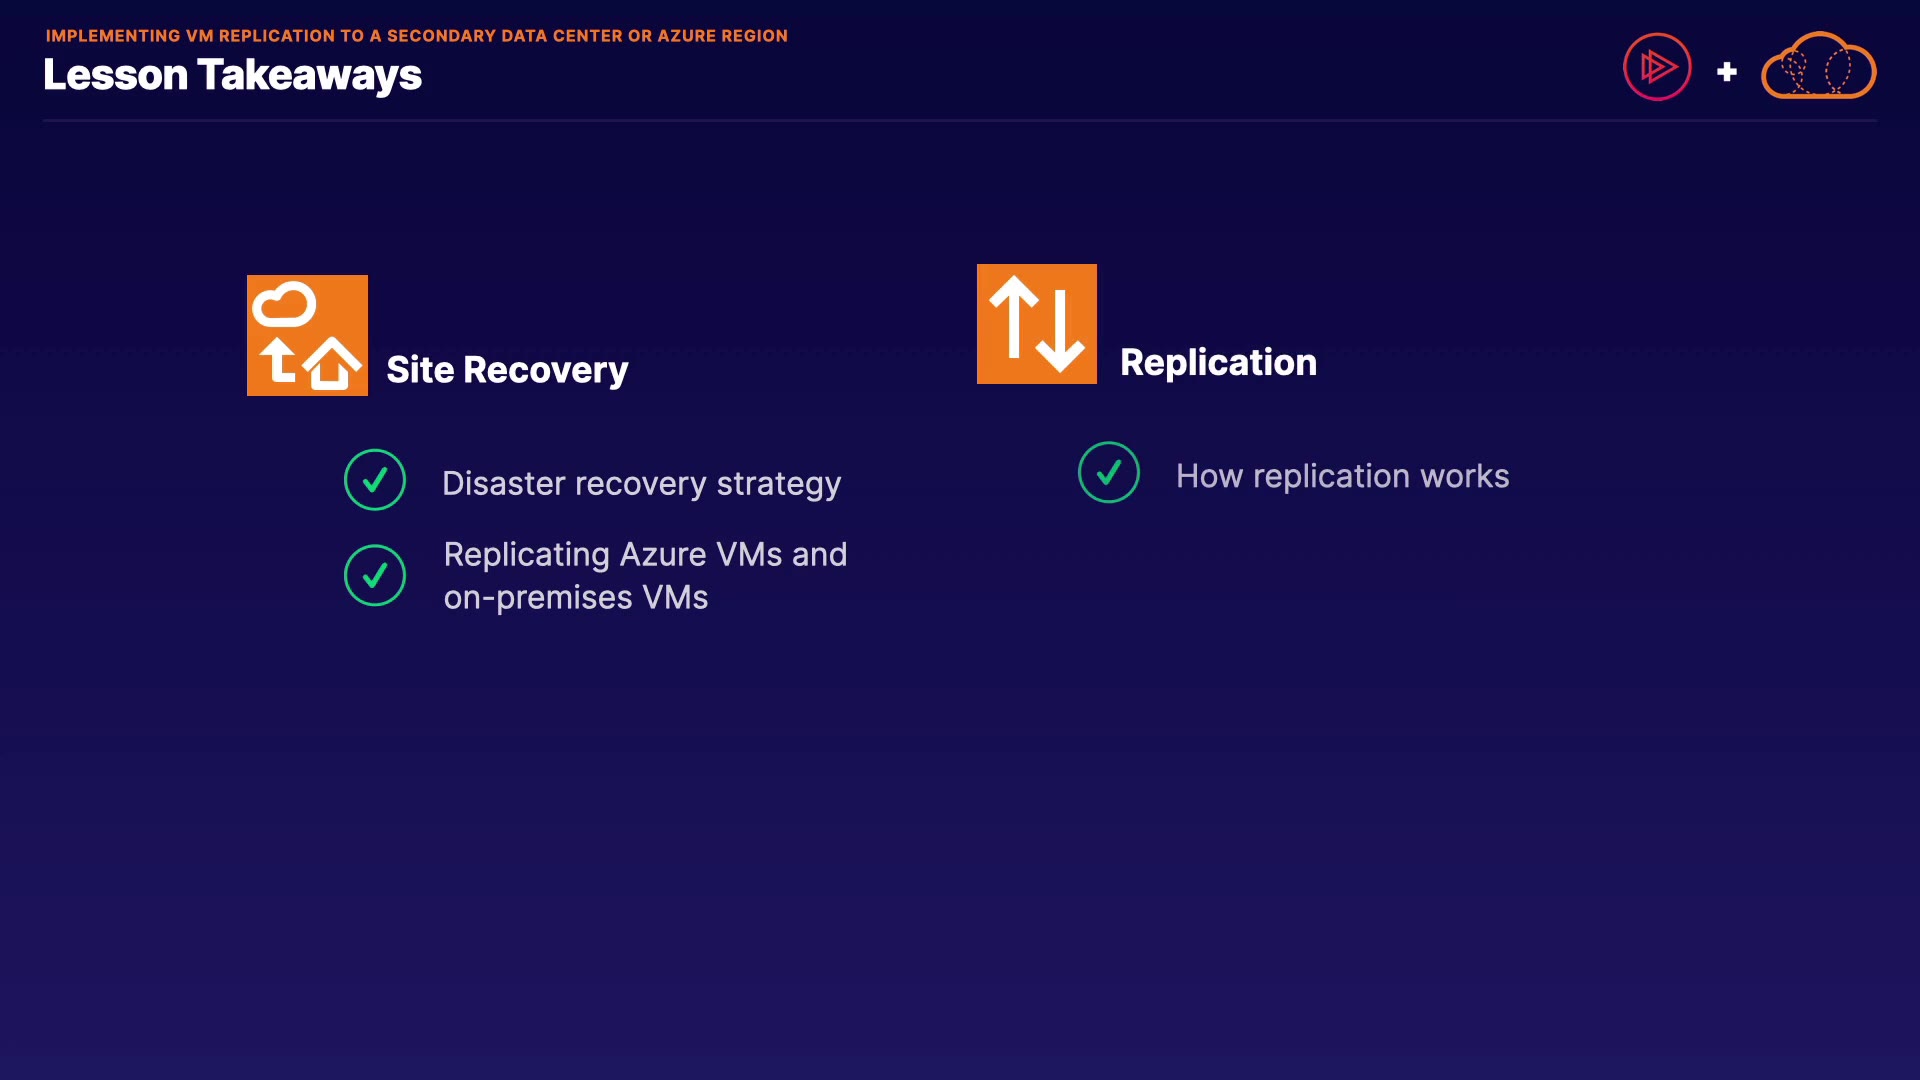 IMPLEMENTING VM REPLICATION TO A SECONDARY DATA CENTER OR AZURE REGION
Lesson Takeaways
Site Recovery
Disaster recovery strategy
Replicating Azure VMs and
on-premises VMs
Replication
How replication works